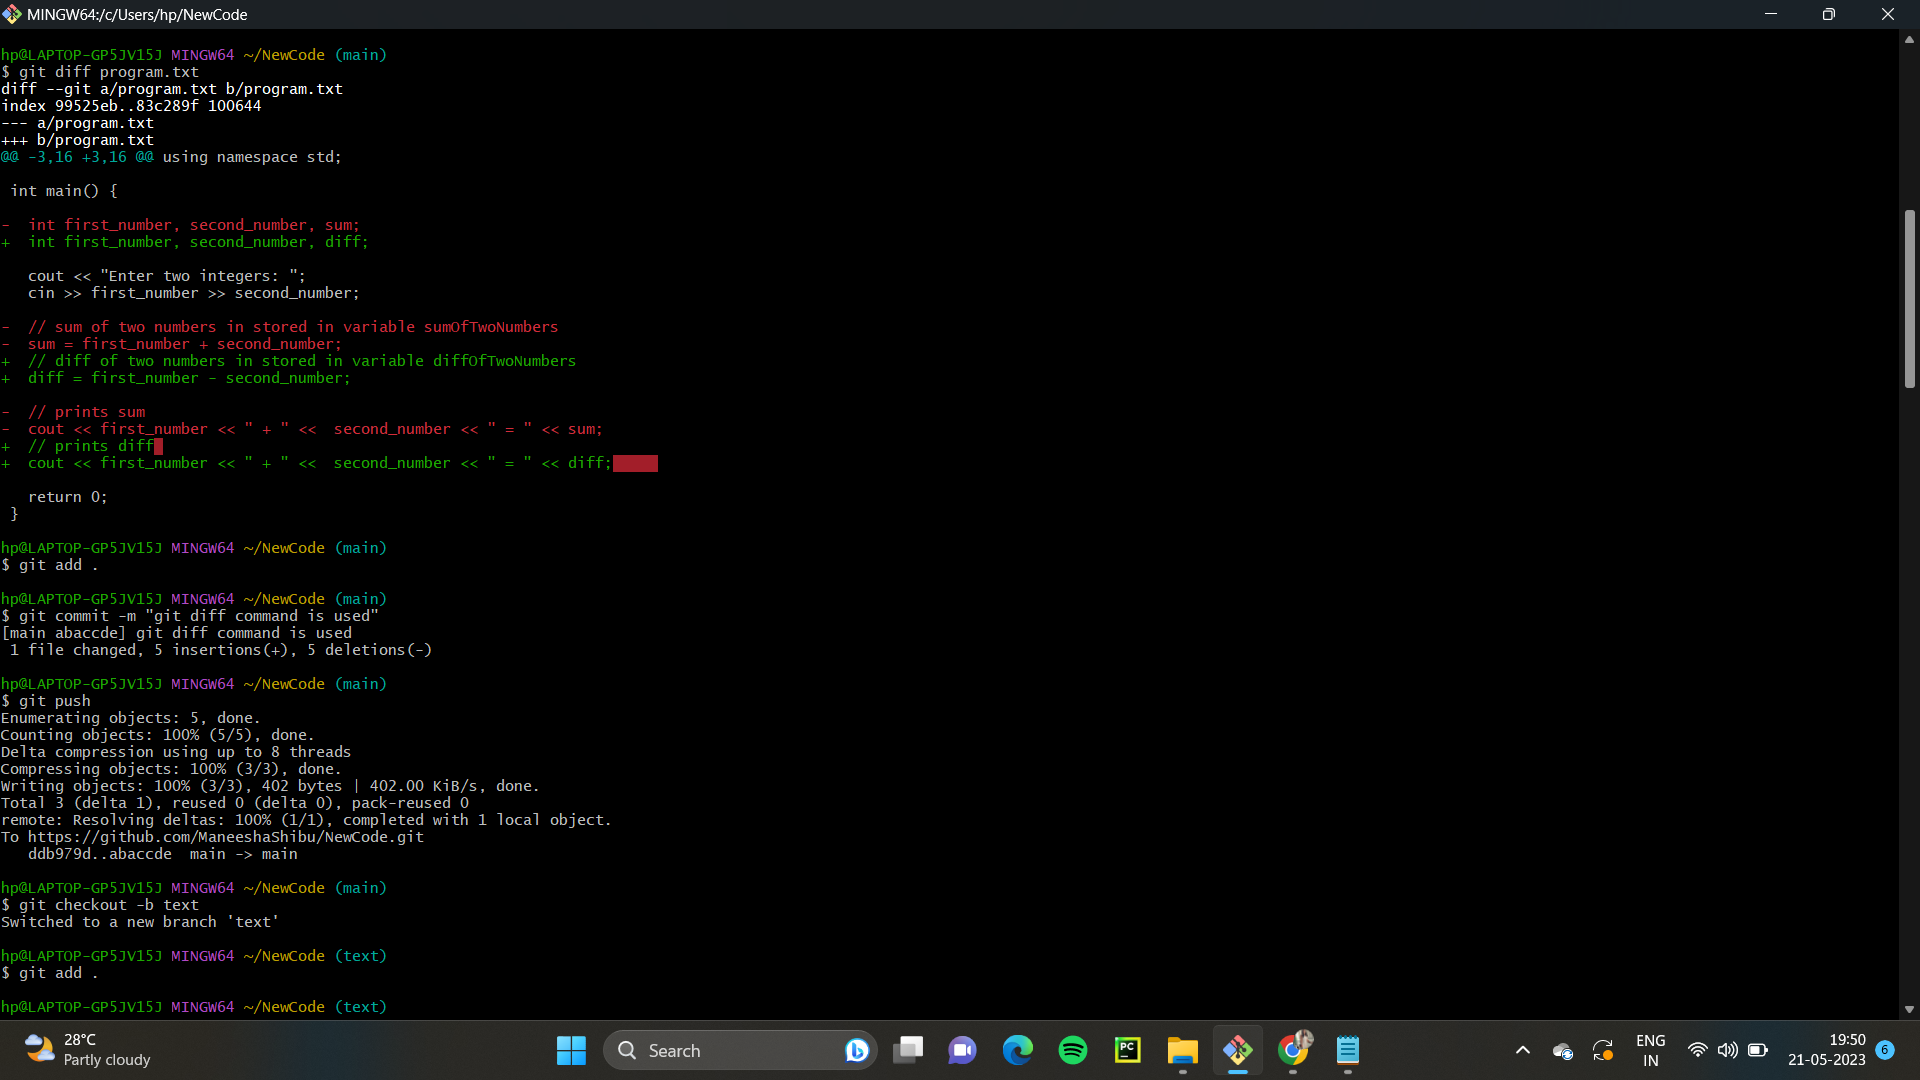 MINGW64:/c/Users/hp/NewCode
hp@LAPTOP-GP5JV15J MINGW64 ~/NewCode (main)
$ git diff program.txt
diff --git a/program.txt b/program.txt
index 99525eb..83c289f 100644
--- a/program.txt
+++ b/program.txt
@@ -3,16 +3,16 @@ using namespace std;
 int main() {
-  int first_number, second_number, sum;
+  int first_number, second_number, diff;
   cout << "Enter two integers: ";
   cin >> first_number >> second_number;
-  // sum of two numbers in stored in variable sumOfTwoNumbers
-  sum = first_number + second_number;
+  // diff of two numbers in stored in variable diffOfTwoNumbers
+  diff = first_number - second_number;
-  // prints sum
-  cout << first_number << " + " <<  second_number << " = " << sum;
+  // prints diff
+  cout << first_number << " + " <<  second_number << " = " << diff;
   return 0;
 }
hp@LAPTOP-GP5JV15J MINGW64 ~/NewCode (main)
$ git add .
hp@LAPTOP-GP5JV15J MINGW64 ~/NewCode (main)
$ git commit -m "git diff command is used"
[main abaccde] git diff command is used
 1 file changed, 5 insertions(+), 5 deletions(-)
hp@LAPTOP-GP5JV15J MINGW64 ~/NewCode (main)
$ git push
Enumerating objects: 5, done.
Counting objects: 100% (5/5), done.
Delta compression using up to 8 threads
Compressing objects: 100% (3/3), done.
Writing objects: 100% (3/3), 402 bytes | 402.00 KiB/s, done.
Total 3 (delta 1), reused 0 (delta 0), pack-reused 0
remote: Resolving deltas: 100% (1/1), completed with 1 local object.
To https://github.com/ManeeshaShibu/NewCode.git
   ddb979d..abaccde  main -> main
hp@LAPTOP-GP5JV15J MINGW64 ~/NewCode (main)
$ git checkout -b text
Switched to a new branch 'text'
hp@LAPTOP-GP5JV15J MINGW64 ~/NewCode (text)
$ git add .
hp@LAPTOP-GP5JV15J MINGW64 ~/NewCode (text)
28°C
Partly cloudy
Search
PC
ENG
IN
19:50
21-05-2023
6